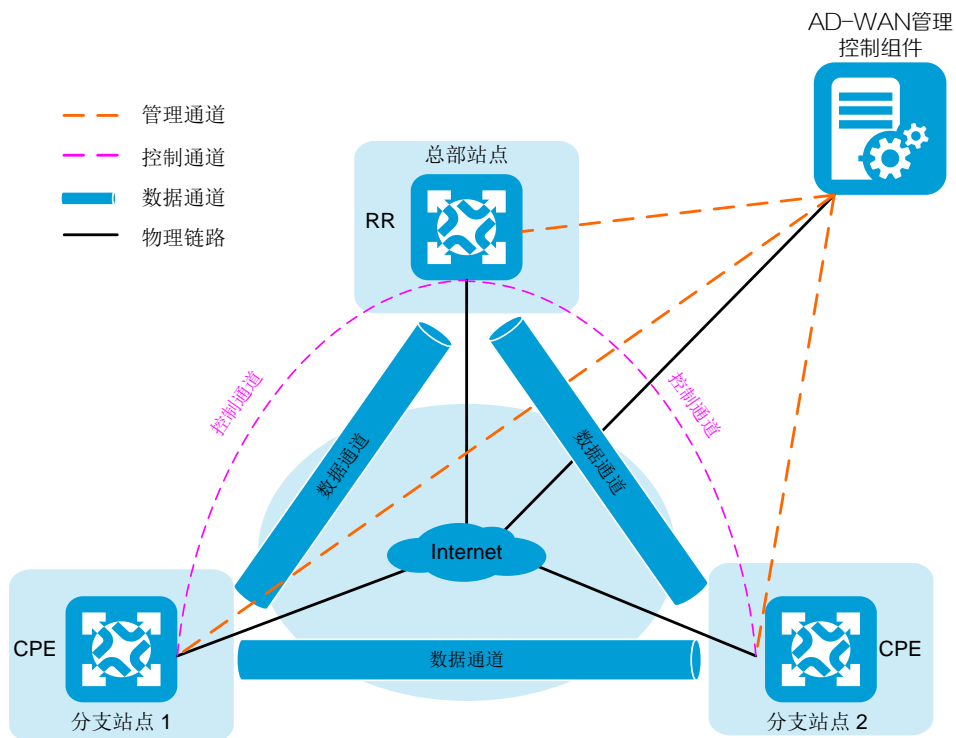 AD-WAN管理
控制组件
管理通道
控制通道
数据通道
物理链路
总部站点
RR
控制通道
控制通道
数据通道
数据通道
Internet
CPE
数据通道
CPE
分支站点 1
分支站点 2